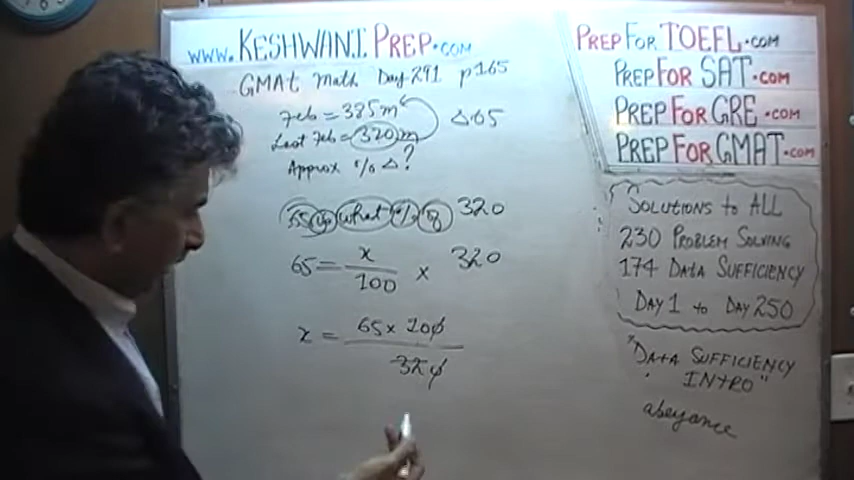 www.KESHWANI PREP.COM
GMAT Math Day 291 p165
Feb = 385m Δ65
Last Feb = 320m
Approx % Δ?
65 is what % of 320
65 = x/100 × 320
x = 65 × 100 / 320
PREP FOR TOEFL.COM
PREP FOR SAT.COM
PREP FOR GRE.COM
PREP FOR GMAT.COM
SOLUTIONS TO ALL
230 PROBLEM SOLVING
174 DATA SUFFICIENCY
DAY 1 TO DAY 250
"DATA SUFFICIENCY
INTRO"
abeyance